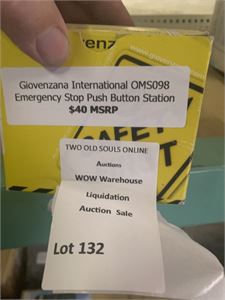 Giovenzana International OMS098
Emergency Stop Push Button Station
$40 MSRP
TWO OLD SOULS ONLINE
Auctions
WOW Warehouse
Liquidation
Auction Sale
Lot 132